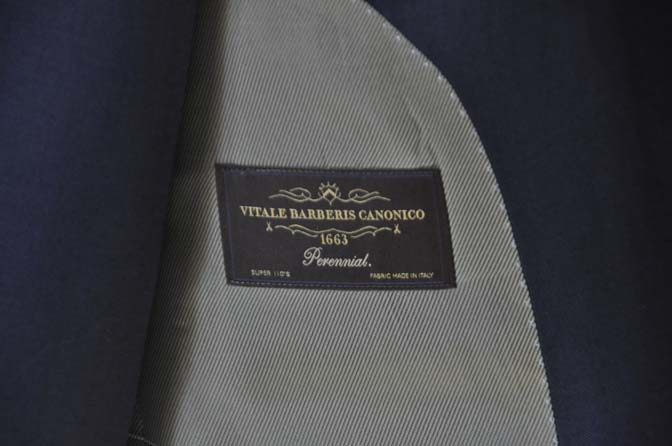 VITALE BARBERIS CANONICO
1663
Perennial.
SUPER 110'S FABRIC MADE IN ITALY